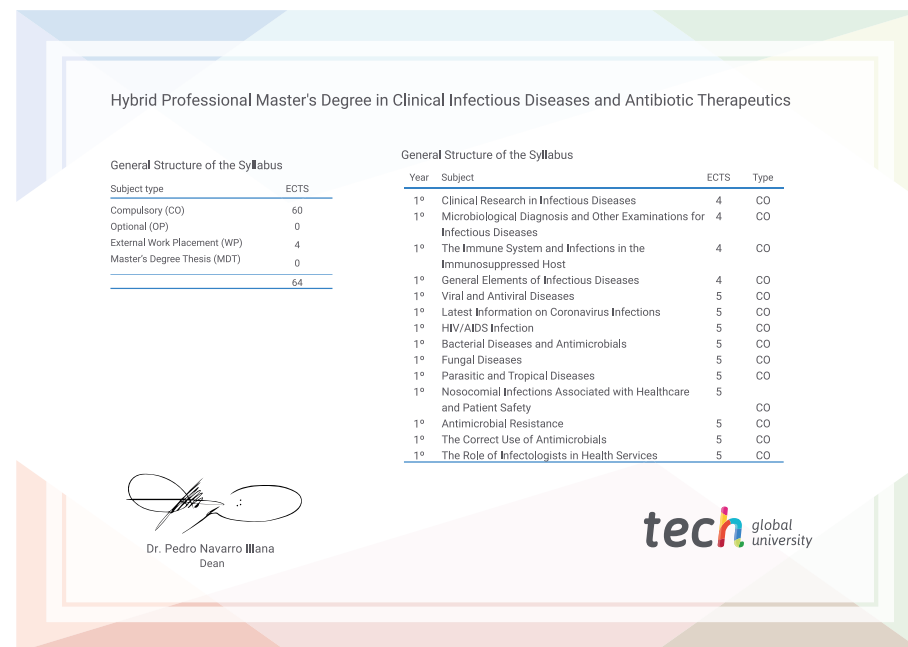 Hybrid Professional Master's Degree in Clinical Infectious Diseases and Antibiotic Therapeutics
General Structure of the Syllabus
Subject type ECTS
Compulsory (CO) 60
Optional (OP) 0
External Work Placement (WP) 4
Master's Degree Thesis (MDT) 0
64
General Structure of the Syllabus
Year Subject ECTS Type
1º Clinical Research in Infectious Diseases 4 CO
1º Microbiological Diagnosis and Other Examinations for 4 CO
Infectious Diseases
1º The Immune System and Infections in the 4 CO
Immunosuppressed Host
1º General Elements of Infectious Diseases 4 CO
1º Viral and Antiviral Diseases 5 CO
1º Latest Information on Coronavirus Infections 5 CO
1º HIV/AIDS Infection 5 CO
1º Bacterial Diseases and Antimicrobials 5 CO
1º Fungal Diseases 5 CO
1º Parasitic and Tropical Diseases 5 CO
1º Nosocomial Infections Associated with Healthcare 5
and Patient Safety CO
1º Antimicrobial Resistance 5 CO
1º The Correct Use of Antimicrobials 5 CO
1º The Role of Infectologists in Health Services 5 CO
Dr. Pedro Navarro Illana
Dean
tech global
university